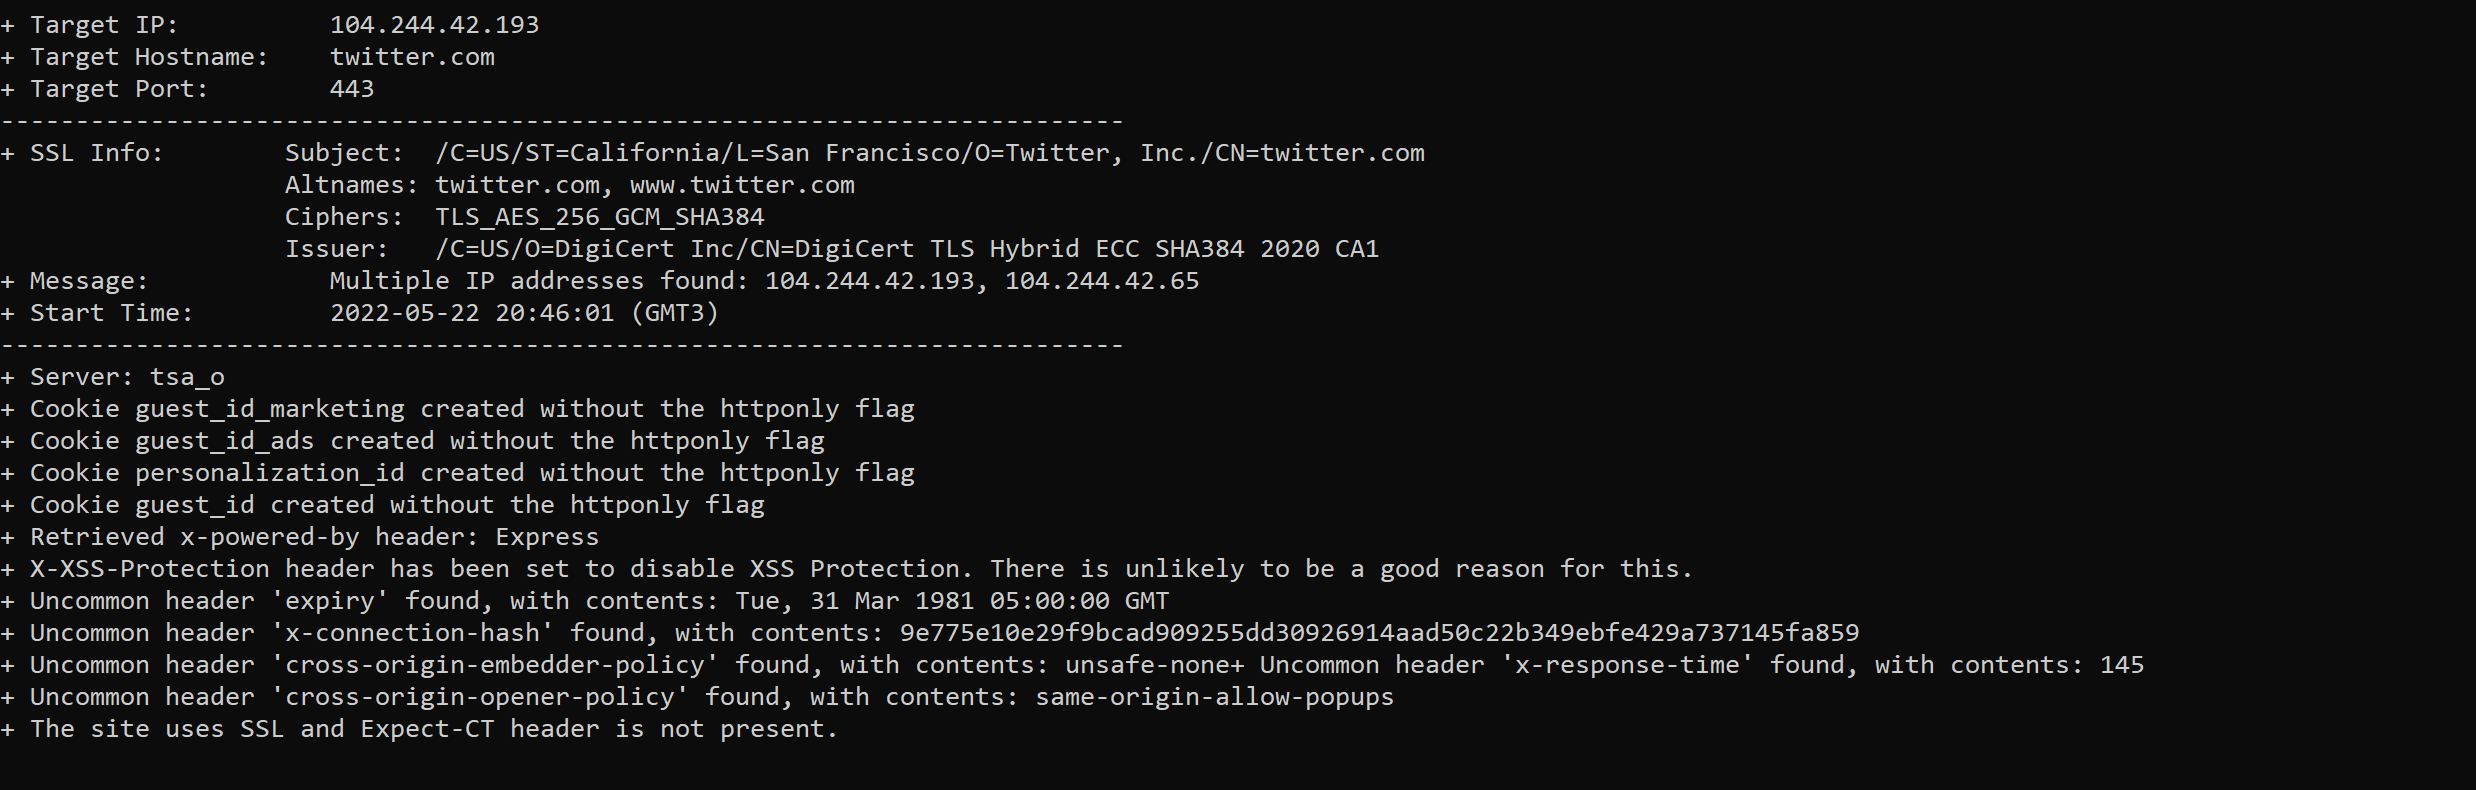 + Target IP:          104.244.42.193
+ Target Hostname:    twitter.com
+ Target Port:        443
---------------------------------------------------------------------------
+ SSL Info:        Subject:  /C=US/ST=California/L=San Francisco/O=Twitter, Inc./CN=twitter.com
                   Altnames: twitter.com, www.twitter.com
                   Ciphers:  TLS_AES_256_GCM_SHA384
                   Issuer:   /C=US/O=DigiCert Inc/CN=DigiCert TLS Hybrid ECC SHA384 2020 CA1
+ Message:            Multiple IP addresses found: 104.244.42.193, 104.244.42.65
+ Start Time:         2022-05-22 20:46:01 (GMT3)
---------------------------------------------------------------------------
+ Server: tsa_o
+ Cookie guest_id_marketing created without the httponly flag
+ Cookie guest_id_ads created without the httponly flag
+ Cookie personalization_id created without the httponly flag
+ Cookie guest_id created without the httponly flag
+ Retrieved x-powered-by header: Express
+ X-XSS-Protection header has been set to disable XSS Protection. There is unlikely to be a good reason for this.
+ Uncommon header 'expiry' found, with contents: Tue, 31 Mar 1981 05:00:00 GMT
+ Uncommon header 'x-connection-hash' found, with contents: 9e775e10e29f9bcad909255dd30926914aad50c22b349ebfe429a737145fa859
+ Uncommon header 'cross-origin-embedder-policy' found, with contents: unsafe-none+ Uncommon header 'x-response-time' found, with contents: 145
+ Uncommon header 'cross-origin-opener-policy' found, with contents: same-origin-allow-popups
+ The site uses SSL and Expect-CT header is not present.